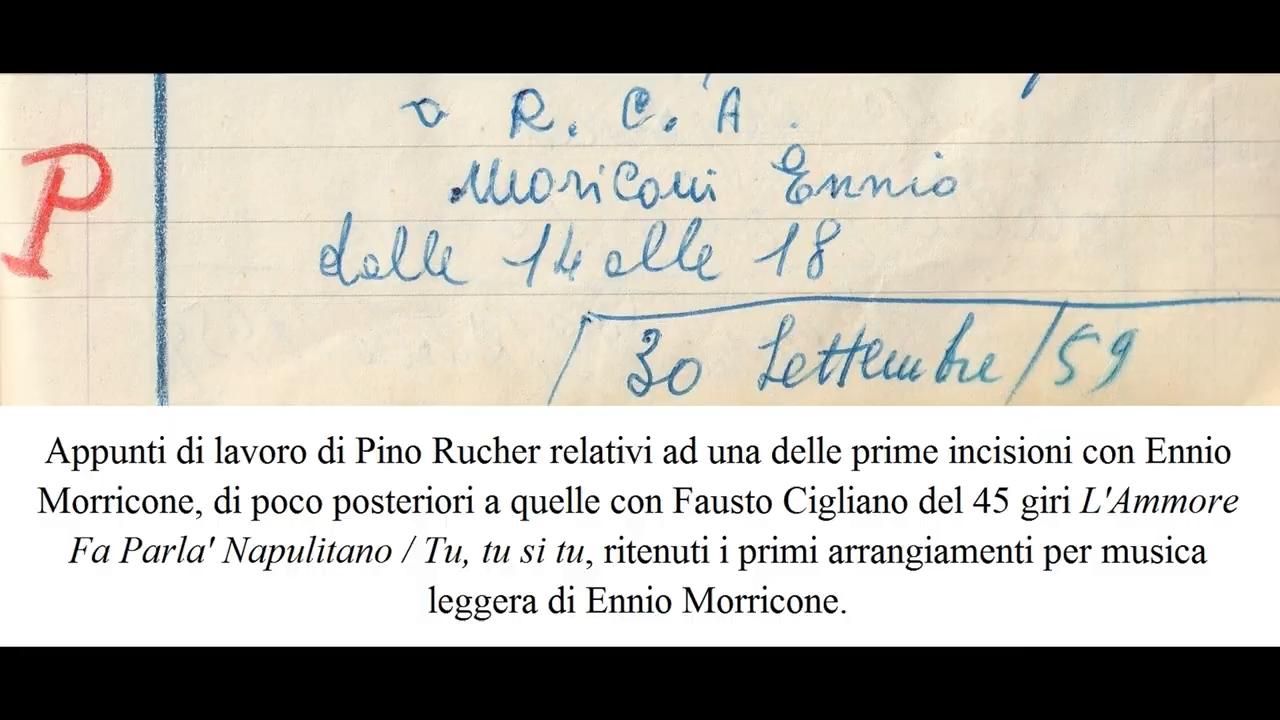 o R. C. A.
P
Moriconi Ennio
dalle 14 alle 18
30 Settembre / 59
Appunti di lavoro di Pino Rucher relativi ad una delle prime incisioni con Ennio
Morricone, di poco posteriori a quelle con Fausto Cigliano del 45 giri L'Ammore
Fa Parla' Napulitano / Tu, tu si tu, ritenuti i primi arrangiamenti per musica
leggera di Ennio Morricone.